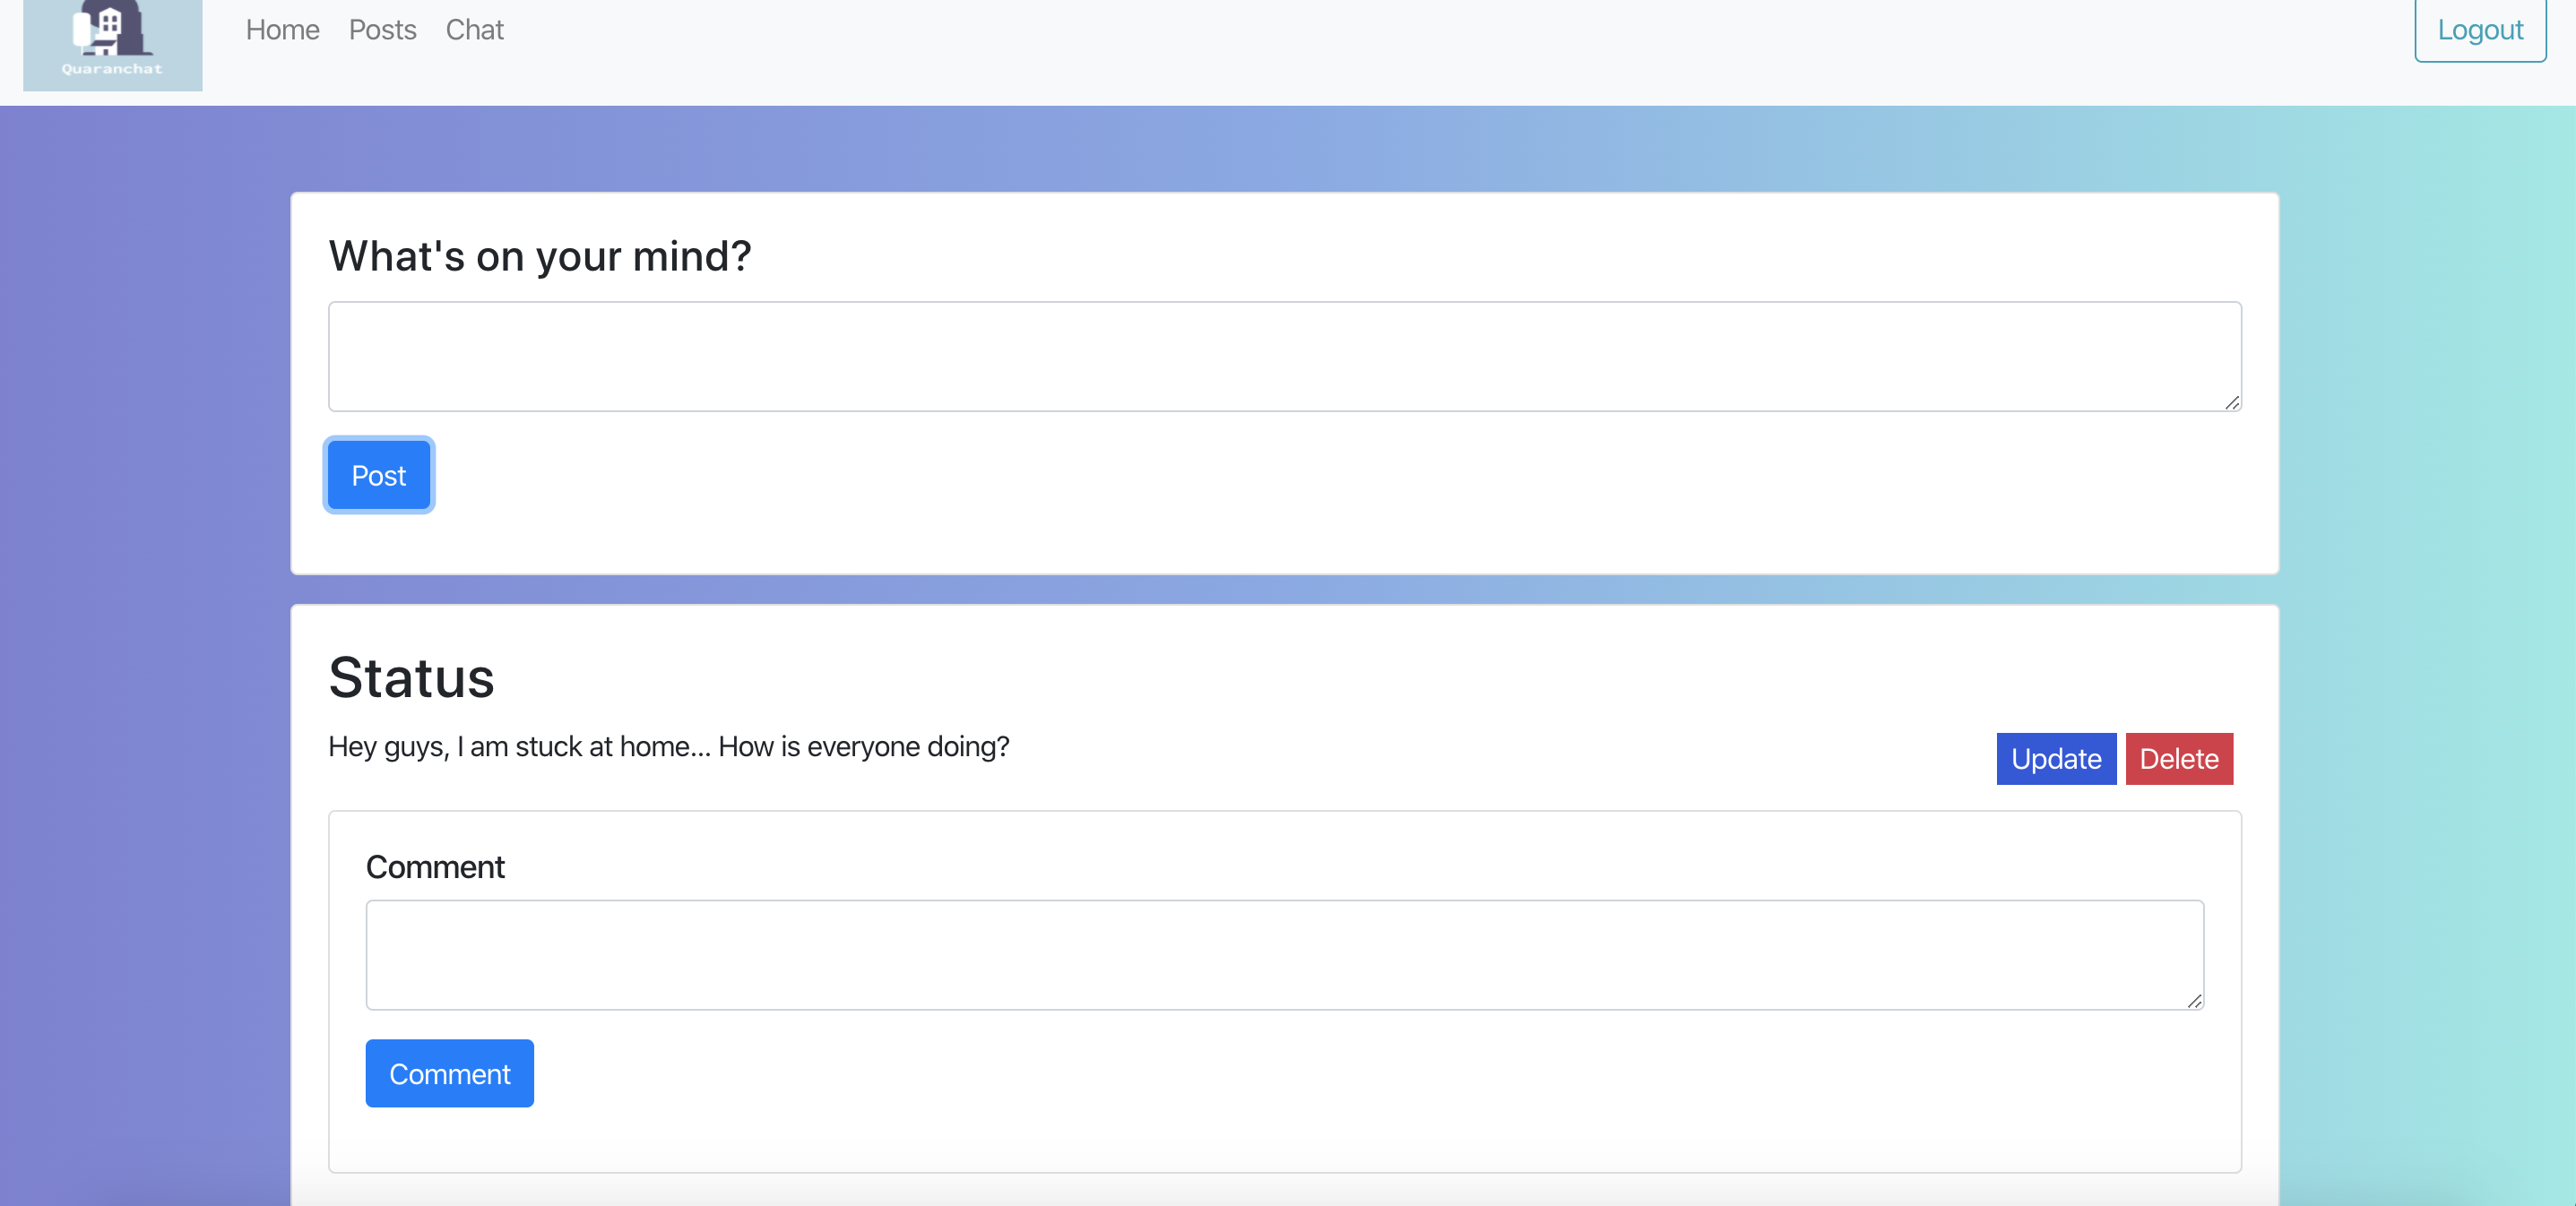 Quaranchat
Home Posts Chat
Logout
What's on your mind?
Post
Status
Hey guys, I am stuck at home... How is everyone doing?
Update Delete
Comment
Comment